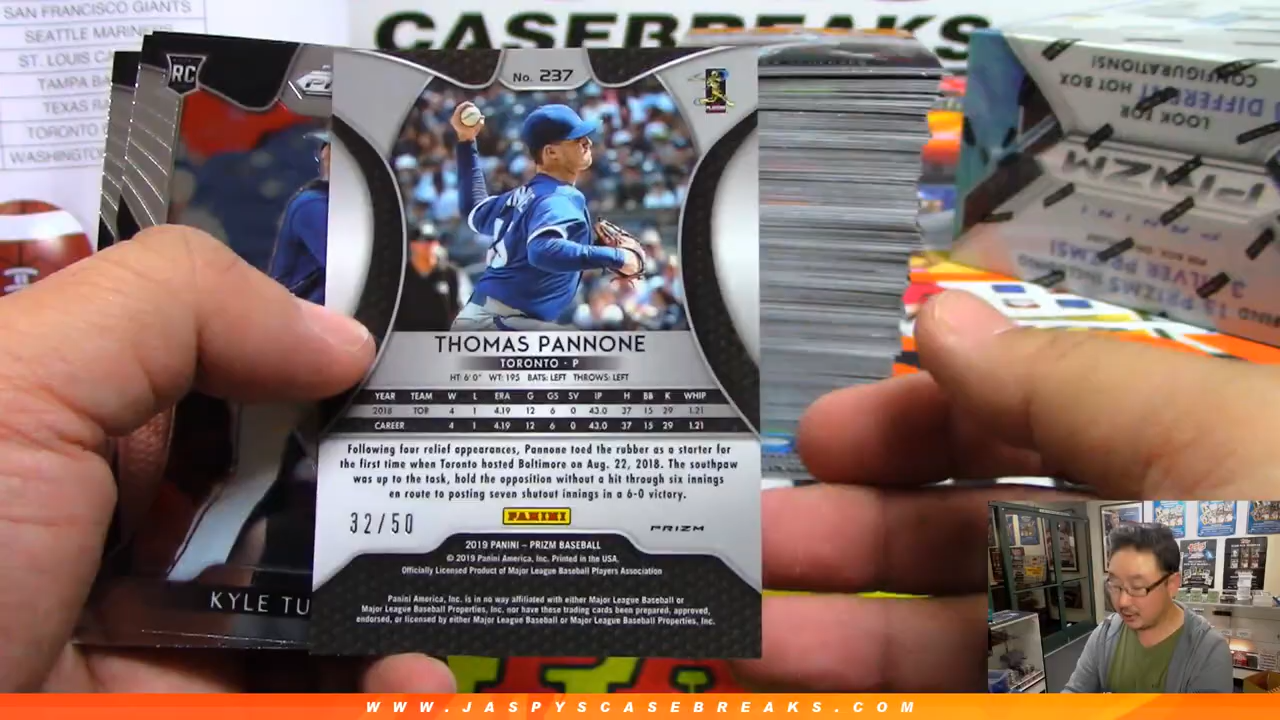 SAN FRANCISCO GIANTS
SEATTLE MARINE
ST. LOUIS C
TAMPA BA
TEXAS RA
TORONTO
WASHINGTON
CASEBREAKS
RC
No. 237
THOMAS PANNONE
TORONTO - P
HT: 6'0" WT: 195 BATS: LEFT THROWS: LEFT
YEAR TEAM W L ERA G GS SV IP H BB K WHIP
2018 TOR 4 1 4.19 12 6 0 43.0 37 15 29 1.21
CAREER 4 1 4.19 12 6 0 43.0 37 15 29 1.21
Following four relief appearances, Pannone toed the rubber as a starter for
the first time when Toronto hosted Baltimore on Aug. 22, 2018. The southpaw
was up to the task, hold the opposition without a hit through six innings
en route to posting seven shutout innings in a 6-0 victory.
32/50
PANINI
PRIZM
2019 PANINI – PRIZM BASEBALL
© 2019 Panini America, Inc. Printed in the USA.
Officially Licensed Product of Major League Baseball Players Association
Panini America, Inc. is in no way affiliated with either Major League Baseball or
Major League Baseball Properties, Inc. nor have these trading cards been prepared, approved,
endorsed, or licensed by either Major League Baseball or Major League Baseball Properties, Inc.
KYLE TU
LOOK FOR
DIFFERENT HOT BOX
CONFIGURATIONS!
PRIZM
3 SILVER PRIZMS!
WWW.JASPYSCASEBREAKS.COM